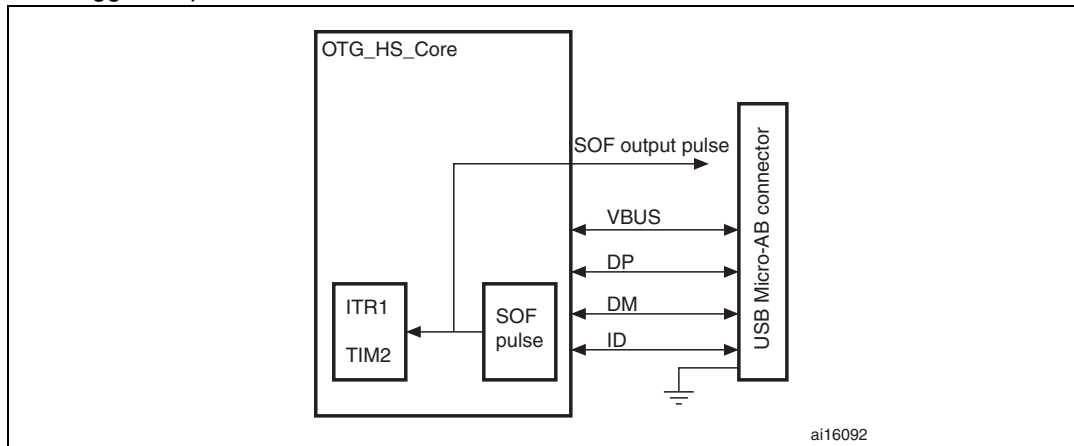 OTG_HS_Core
SOF output pulse
VBUS
DP
DM
ID
ITR1
TIM2
SOF
pulse
USB Micro-AB connector
ai16092